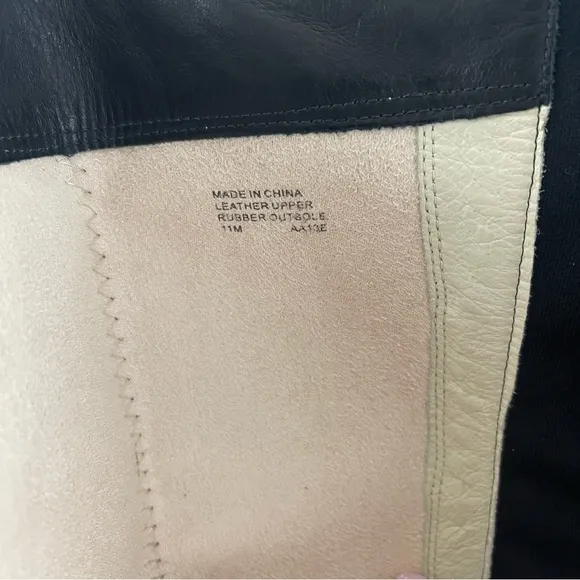 MADE IN CHINA
LEATHER UPPER
RUBBER OUTSOLE
11M AA13E